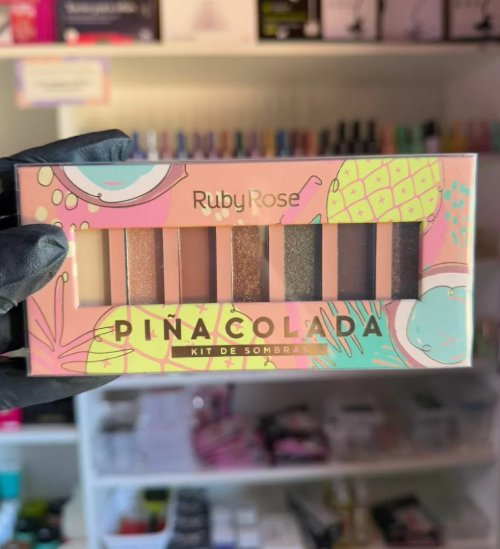 Ruby Rose
PIÑA COLADA
KIT DE SOMBRAS